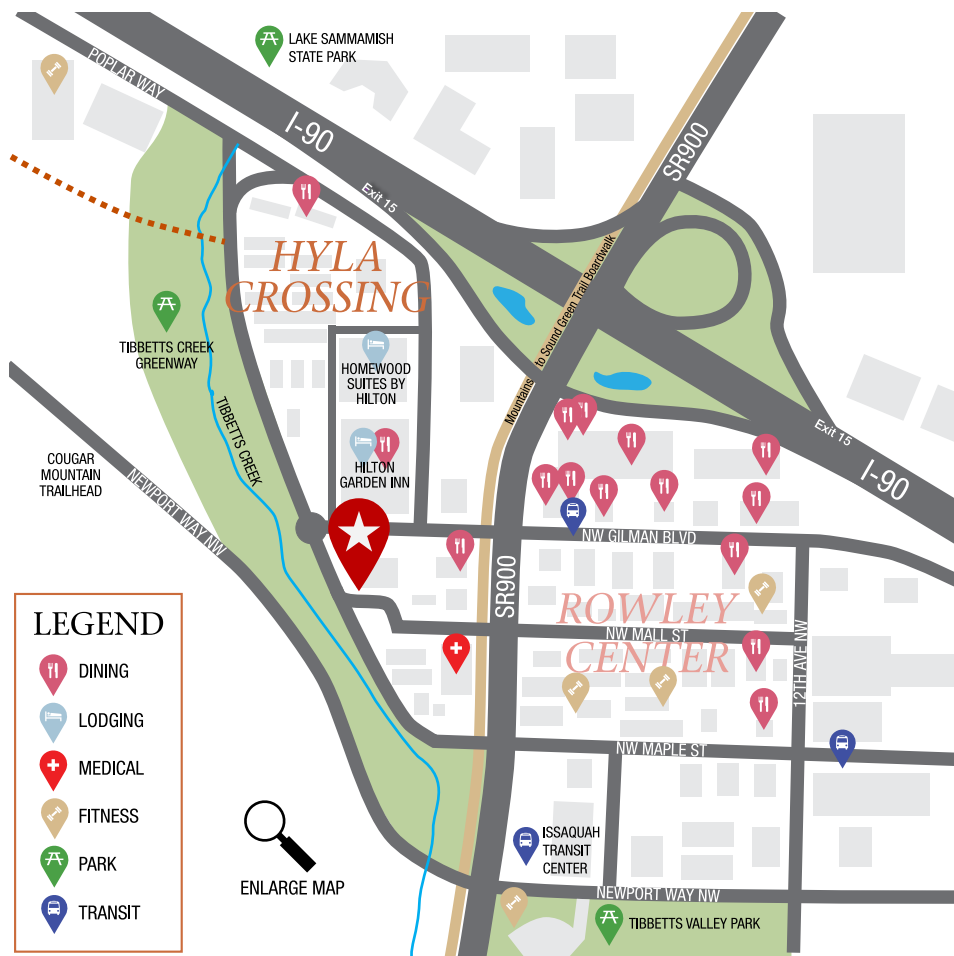 LAKE SAMMAMISH
STATE PARK
POPLAR WAY
I-90
SR900
Exit 15
HYLA
CROSSING
Mountains to Sound Green Trail Boardwalk
TIBBETTS CREEK
GREENWAY
HOMEWOOD
SUITES BY
HILTON
TIBBETTS CREEK
Exit 15
I-90
COUGAR
MOUNTAIN
TRAILHEAD
HILTON
GARDEN INN
NEWPORT WAY NW
NW GILMAN BLVD
SR900
ROWLEY
CENTER
NW MALL ST
12TH AVE NW
LEGEND
DINING
LODGING
MEDICAL
FITNESS
PARK
TRANSIT
NW MAPLE ST
ISSAQUAH
TRANSIT
CENTER
ENLARGE MAP
NEWPORT WAY NW
TIBBETTS VALLEY PARK